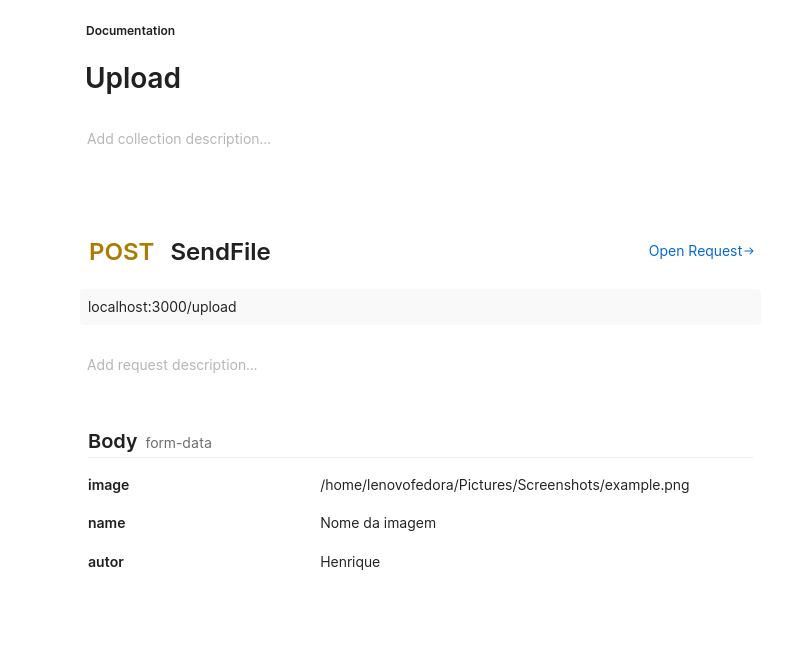 Documentation
Upload
Add collection description...
POST SendFile Open Request→
localhost:3000/upload
Add request description...
Body form-data
image /home/lenovofedora/Pictures/Screenshots/example.png
name Nome da imagem
autor Henrique